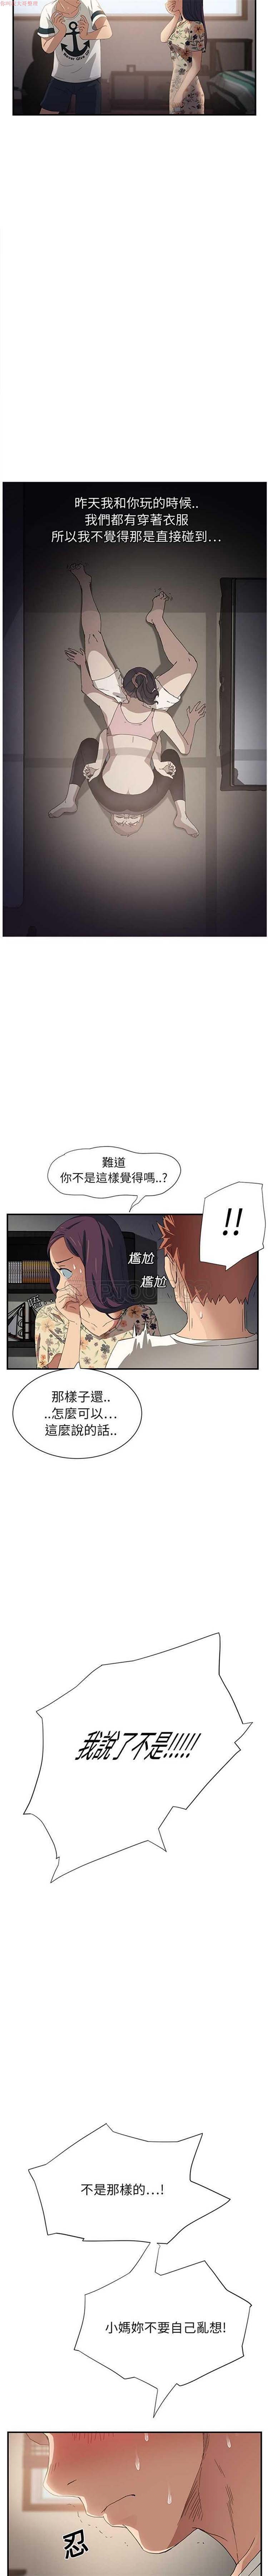 昨天我和你玩的時候..
我們都有穿著衣服
所以我不覺得那是直接碰到...
難道
你不是這樣覺得嗎..?
!!
尷尬
尷尬
那樣子還..
..怎麼可以...
這麼說的話..
我說了不是!!!!!
不是那樣的...!
小媽妳不要自己亂想!
忍